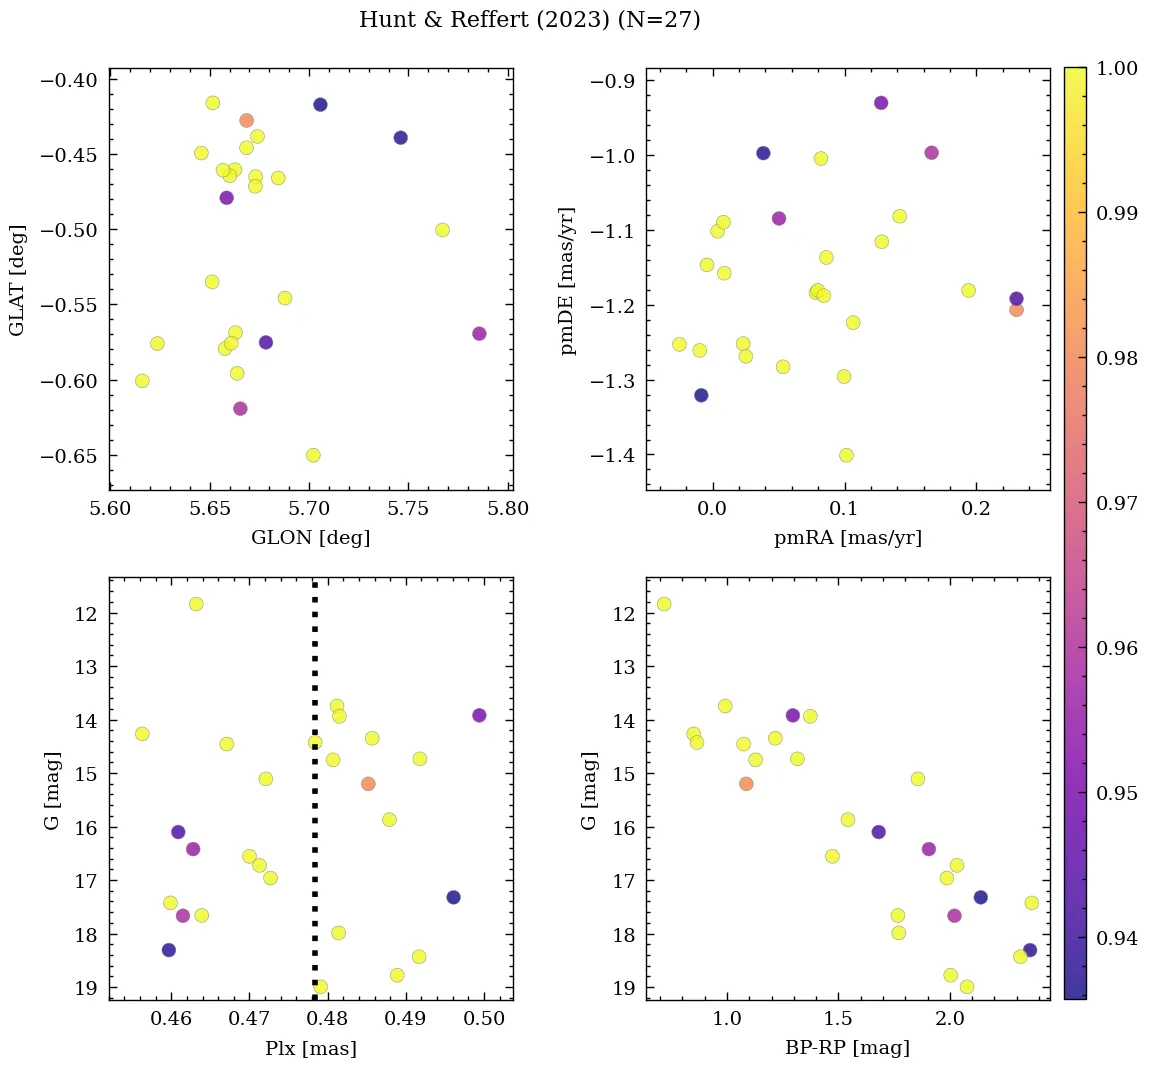 Hunt & Reffert (2023) (N=27)
−0.40
−0.45
−0.50
−0.55
−0.60
−0.65
GLAT [deg]
5.60 5.65 5.70 5.75 5.80
GLON [deg]
−0.9
−1.0
−1.1
−1.2
−1.3
−1.4
pmDE [mas/yr]
0.0 0.1 0.2
pmRA [mas/yr]
12
13
14
15
16
17
18
19
G [mag]
0.46 0.47 0.48 0.49 0.50
Plx [mas]
12
13
14
15
16
17
18
19
G [mag]
1.0 1.5 2.0
BP-RP [mag]
1.00
0.99
0.98
0.97
0.96
0.95
0.94